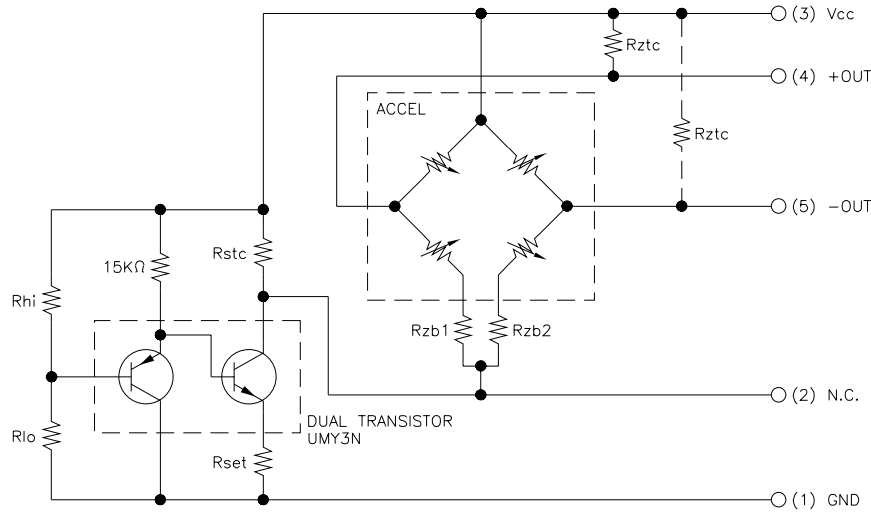 (3) Vcc
Rztc
(4) +OUT
ACCEL
Rztc
(5) -OUT
Rstc
15KΩ
Rhi
Rzb1
Rzb2
(2) N.C.
DUAL TRANSISTOR
UMY3N
Rlo
Rset
(1) GND